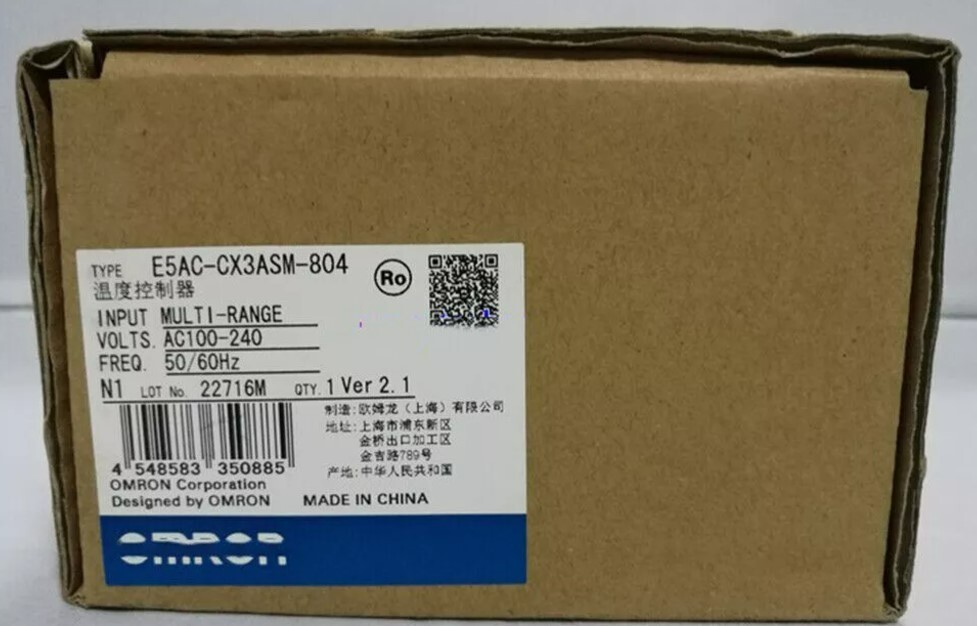 TYPE E5AC-CX3ASM-804
Ro
温度控制器
INPUT MULTI-RANGE
VOLTS. AC100-240
FREQ. 50/60Hz
N1 LOT No. 22716M QTY. 1 Ver 2.1
制造:欧姆龙(上海)有限公司
地址:上海市浦东新区
金桥出口加工区
金吉路789号
产地:中华人民共和国
4 548583 350885
OMRON Corporation
Designed by OMRON MADE IN CHINA
OMRON